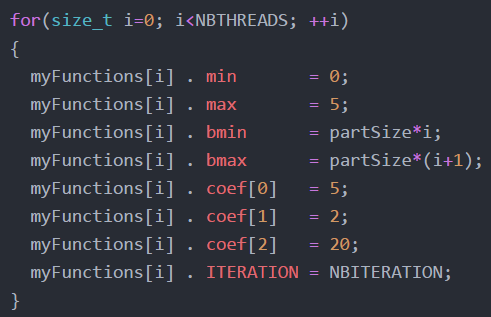 for(size_t i=0; i<NBTHREADS; ++i)
{
  myFunctions[i] . min       = 0;
  myFunctions[i] . max       = 5;
  myFunctions[i] . bmin      = partSize*i;
  myFunctions[i] . bmax      = partSize*(i+1);
  myFunctions[i] . coef[0]   = 5;
  myFunctions[i] . coef[1]   = 2;
  myFunctions[i] . coef[2]   = 20;
  myFunctions[i] . ITERATION = NBITERATION;
}